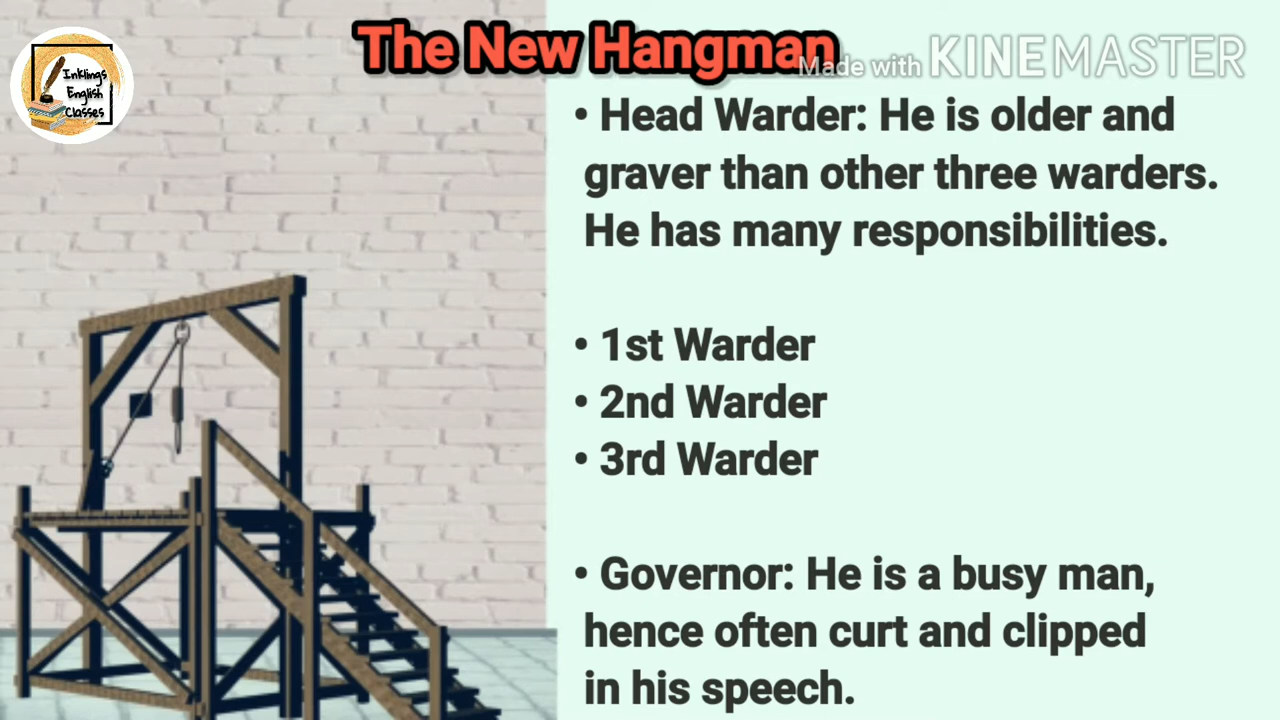 Inklings
English
Classes
The New Hangman
Made with KINEMASTER
• Head Warder: He is older and
graver than other three warders.
He has many responsibilities.
• 1st Warder
• 2nd Warder
• 3rd Warder
• Governor: He is a busy man,
hence often curt and clipped
in his speech.